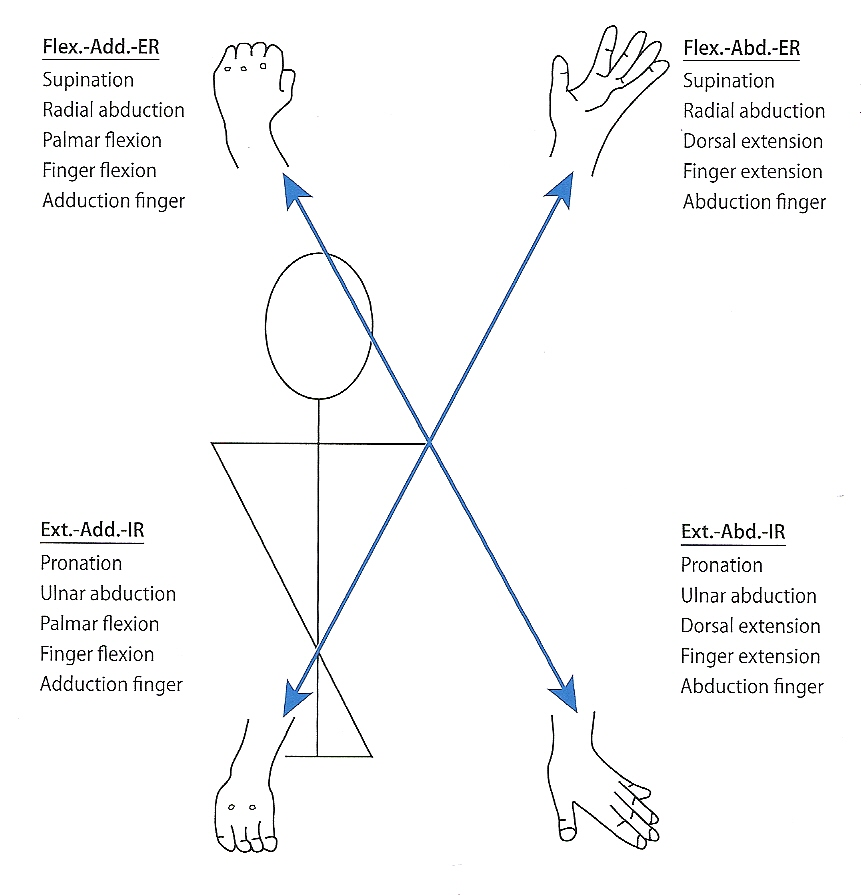 Flex.-Add.-ER
Supination
Radial abduction
Palmar flexion
Finger flexion
Adduction finger
Flex.-Abd.-ER
Supination
Radial abduction
Dorsal extension
Finger extension
Abduction finger
Ext.-Add.-IR
Pronation
Ulnar abduction
Palmar flexion
Finger flexion
Adduction finger
Ext.-Abd.-IR
Pronation
Ulnar abduction
Dorsal extension
Finger extension
Abduction finger